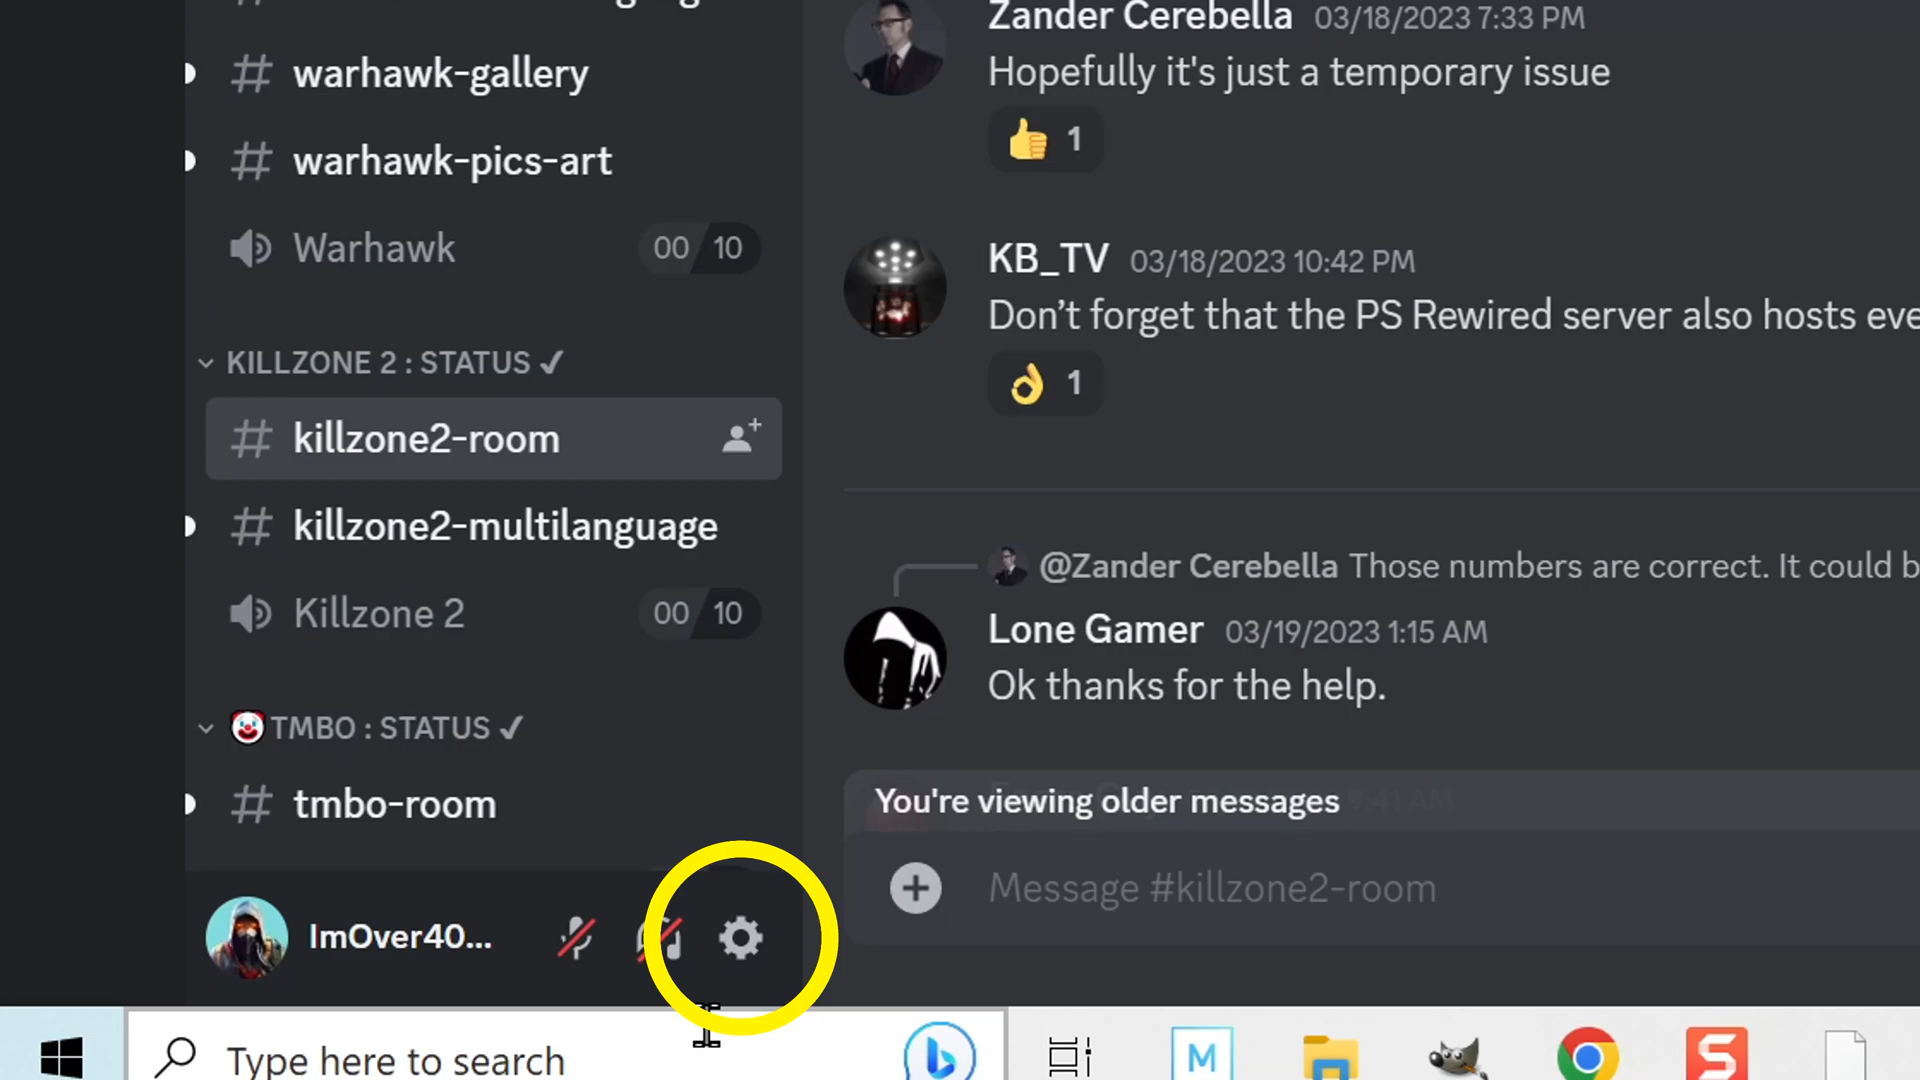 warhawk-gallery
warhawk-pics-art
Warhawk 00 10
KILLZONE 2 : STATUS ✓
killzone2-room
killzone2-multilanguage
Killzone 2 00 10
TMBO : STATUS ✓
tmbo-room
ImOver40...
Zander Cerebella 03/18/2023 7:33 PM
Hopefully it's just a temporary issue
👍 1
KB_TV 03/18/2023 10:42 PM
Don’t forget that the PS Rewired server also hosts eve
👌 1
@Zander Cerebella Those numbers are correct. It could b
Lone Gamer 03/19/2023 1:15 AM
Ok thanks for the help.
You're viewing older messages
Message #killzone2-room
Type here to search
M
S